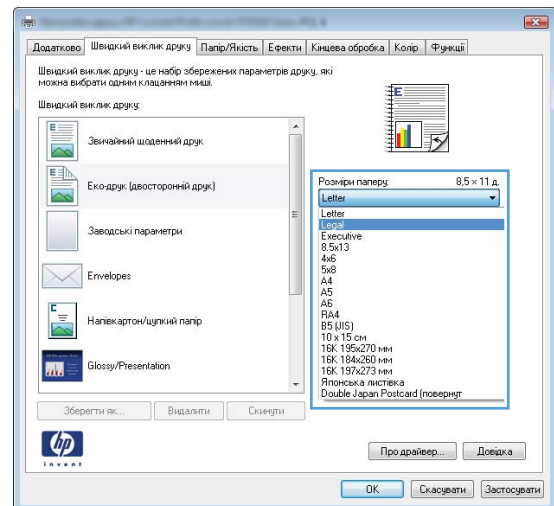 Додатково Швидкий виклик друку Папір/Якість Ефекти Кінцева обробка Колір Функції
Швидкий виклик друку - це набір збережених параметрів друку, які
можна вибрати одним клацанням миші.
Швидкий виклик друку:
Звичайний щоденний друк
Еко-друк (двосторонній друк)
Заводські параметри
Envelopes
Напівкартон/цупкий папір
Glossy/Presentation
Розміри паперу: 8,5 × 11 д.
Letter
Letter
Legal
Executive
8.5x13
4x6
5x8
A4
A5
A6
RA4
B5 (JIS)
10 x 15 см
16K 195x270 мм
16K 184x260 мм
16K 197x273 мм
Японська листівка
Double Japan Postcard (повернут
Зберегти як... Видалити Скинути
hp
invent
Про драйвер... Довідка
OK Скасувати Застосувати